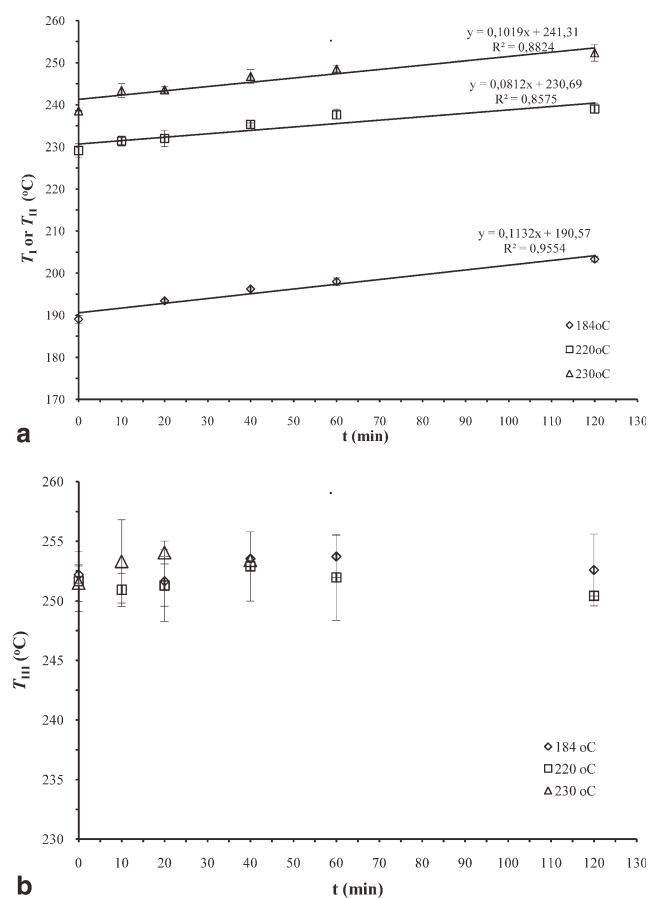 260
y = 0,1019x + 241,31
R² = 0,8824
250
y = 0,0812x + 230,69
R² = 0,8575
240
230
220
210
y = 0,1132x + 190,57
R² = 0,9554
200
190
180
170
T_I or T_II (°C)
184oC
220oC
230oC
0 10 20 30 40 50 60 70 80 90 100 110 120 130
t (min)
a
260
255
250
245
240
235
230
T_III (°C)
184 oC
220 oC
230 oC
0 10 20 30 40 50 60 70 80 90 100 110 120 130
t (min)
b